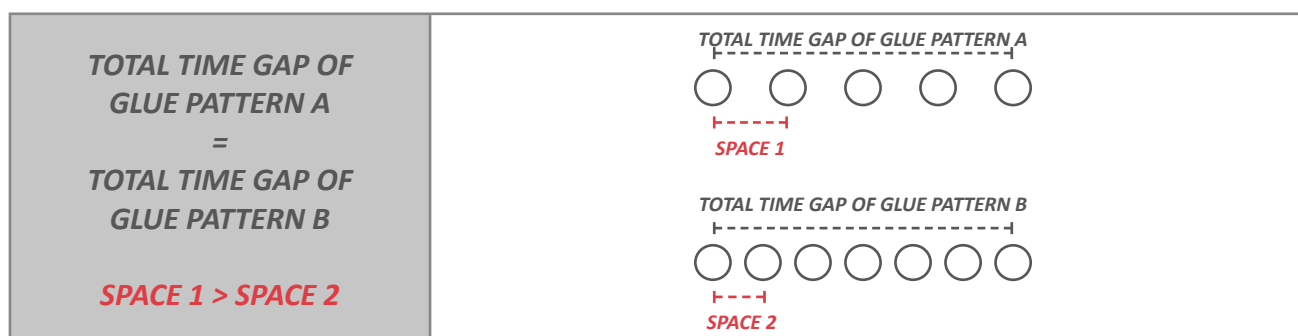 TOTAL TIME GAP OF
GLUE PATTERN A
=
TOTAL TIME GAP OF
GLUE PATTERN B
SPACE 1 > SPACE 2
TOTAL TIME GAP OF GLUE PATTERN A
SPACE 1
TOTAL TIME GAP OF GLUE PATTERN B
SPACE 2